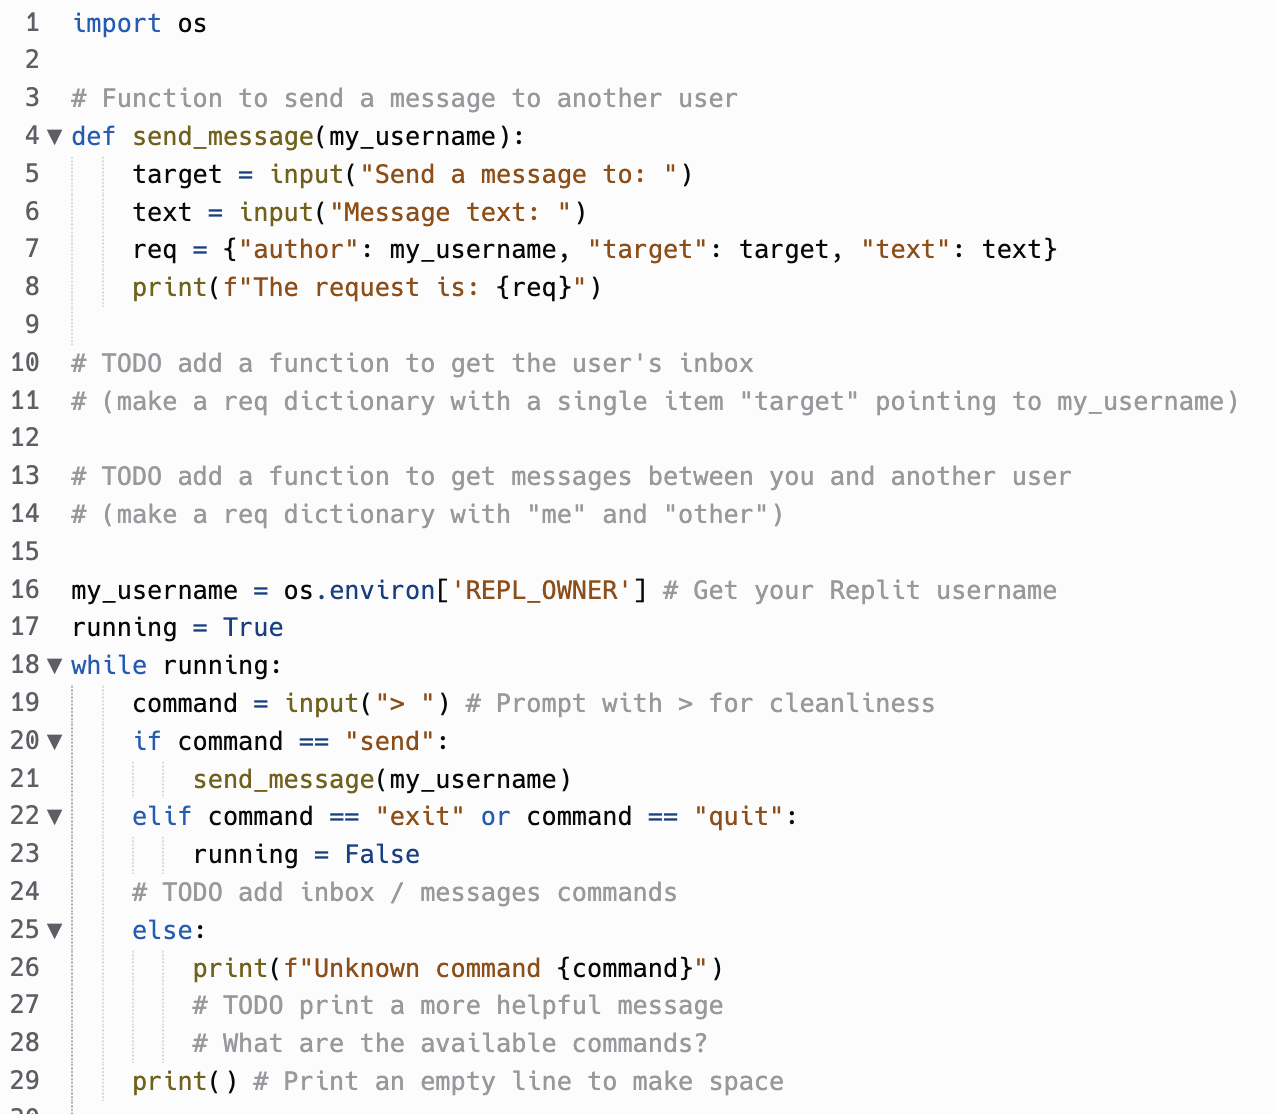 1 import os
2
3 # Function to send a message to another user
4 ▼ def send_message(my_username):
5     target = input("Send a message to: ")
6     text = input("Message text: ")
7     req = {"author": my_username, "target": target, "text": text}
8     print(f"The request is: {req}")
9
10 # TODO add a function to get the user's inbox
11 # (make a req dictionary with a single item "target" pointing to my_username)
12
13 # TODO add a function to get messages between you and another user
14 # (make a req dictionary with "me" and "other")
15
16 my_username = os.environ['REPL_OWNER'] # Get your Replit username
17 running = True
18 ▼ while running:
19     command = input("> ") # Prompt with > for cleanliness
20 ▼     if command == "send":
21         send_message(my_username)
22 ▼     elif command == "exit" or command == "quit":
23         running = False
24     # TODO add inbox / messages commands
25 ▼     else:
26         print(f"Unknown command {command}")
27         # TODO print a more helpful message
28         # What are the available commands?
29     print() # Print an empty line to make space